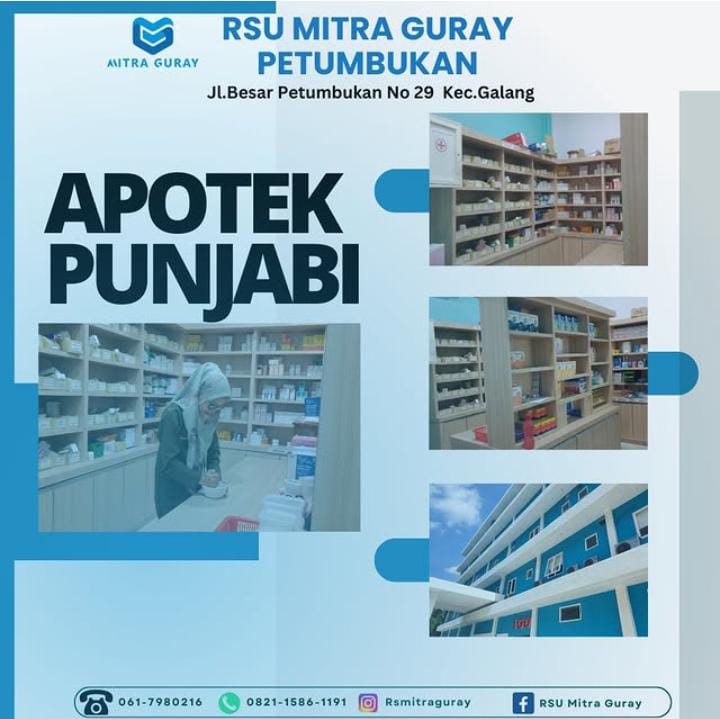 MITRA GURAY
RSU MITRA GURAY
PETUMBUKAN
Jl.Besar Petumbukan No 29 Kec.Galang
APOTEK
PUNJABI
IGD
061-7980216
0821-1586-1191
Rsmitraguray
RSU Mitra Guray